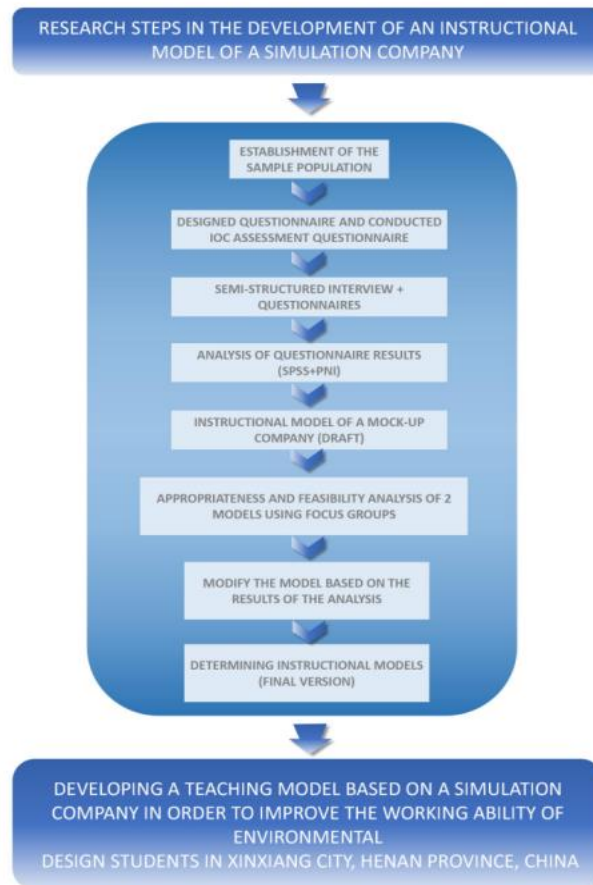 RESEARCH STEPS IN THE DEVELOPMENT OF AN INSTRUCTIONAL
MODEL OF A SIMULATION COMPANY
ESTABLISHMENT OF THE
SAMPLE POPULATION
DESIGNED QUESTIONNAIRE AND CONDUCTED
IOC ASSESSMENT QUESTIONNAIRE
SEMI-STRUCTURED INTERVIEW +
QUESTIONNAIRES
ANALYSIS OF QUESTIONNAIRE RESULTS
(SPSS+PNI)
INSTRUCTIONAL MODEL OF A MOCK-UP
COMPANY (DRAFT)
APPROPRIATENESS AND FEASIBILITY ANALYSIS OF 2
MODELS USING FOCUS GROUPS
MODIFY THE MODEL BASED ON THE
RESULTS OF THE ANALYSIS
DETERMINING INSTRUCTIONAL MODELS
(FINAL VERSION)
DEVELOPING A TEACHING MODEL BASED ON A SIMULATION
COMPANY IN ORDER TO IMPROVE THE WORKING ABILITY OF
ENVIRONMENTAL
DESIGN STUDENTS IN XINXIANG CITY, HENAN PROVINCE, CHINA